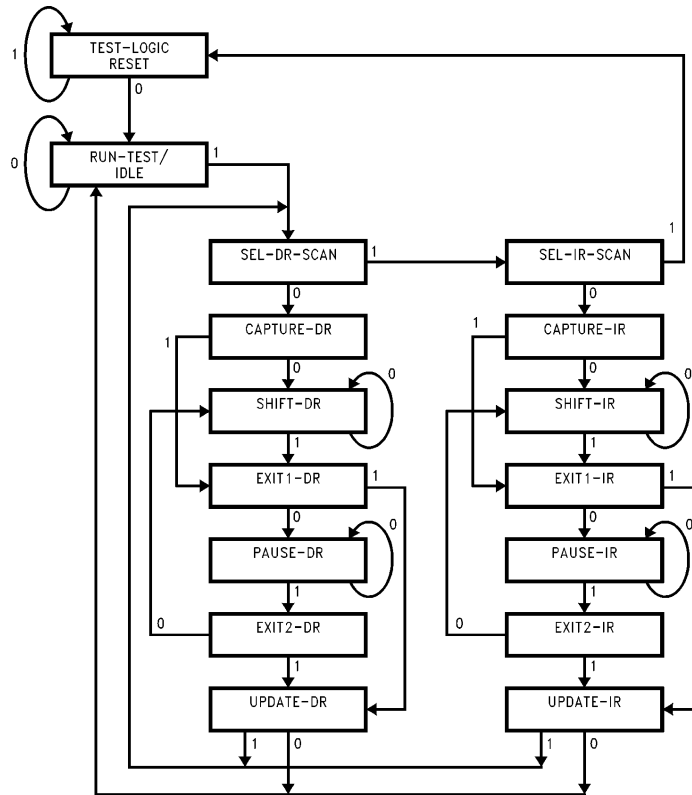 TEST-LOGIC
RESET
1
0
RUN-TEST/
IDLE
0
1
SEL-DR-SCAN
1
SEL-IR-SCAN
1
0
0
CAPTURE-DR
1
CAPTURE-IR
1
0
0
SHIFT-DR
0
SHIFT-IR
0
1
1
EXIT1-DR
1
EXIT1-IR
1
0
0
PAUSE-DR
0
PAUSE-IR
0
1
1
EXIT2-DR
0
EXIT2-IR
0
1
1
UPDATE-DR
UPDATE-IR
1
0
1
0